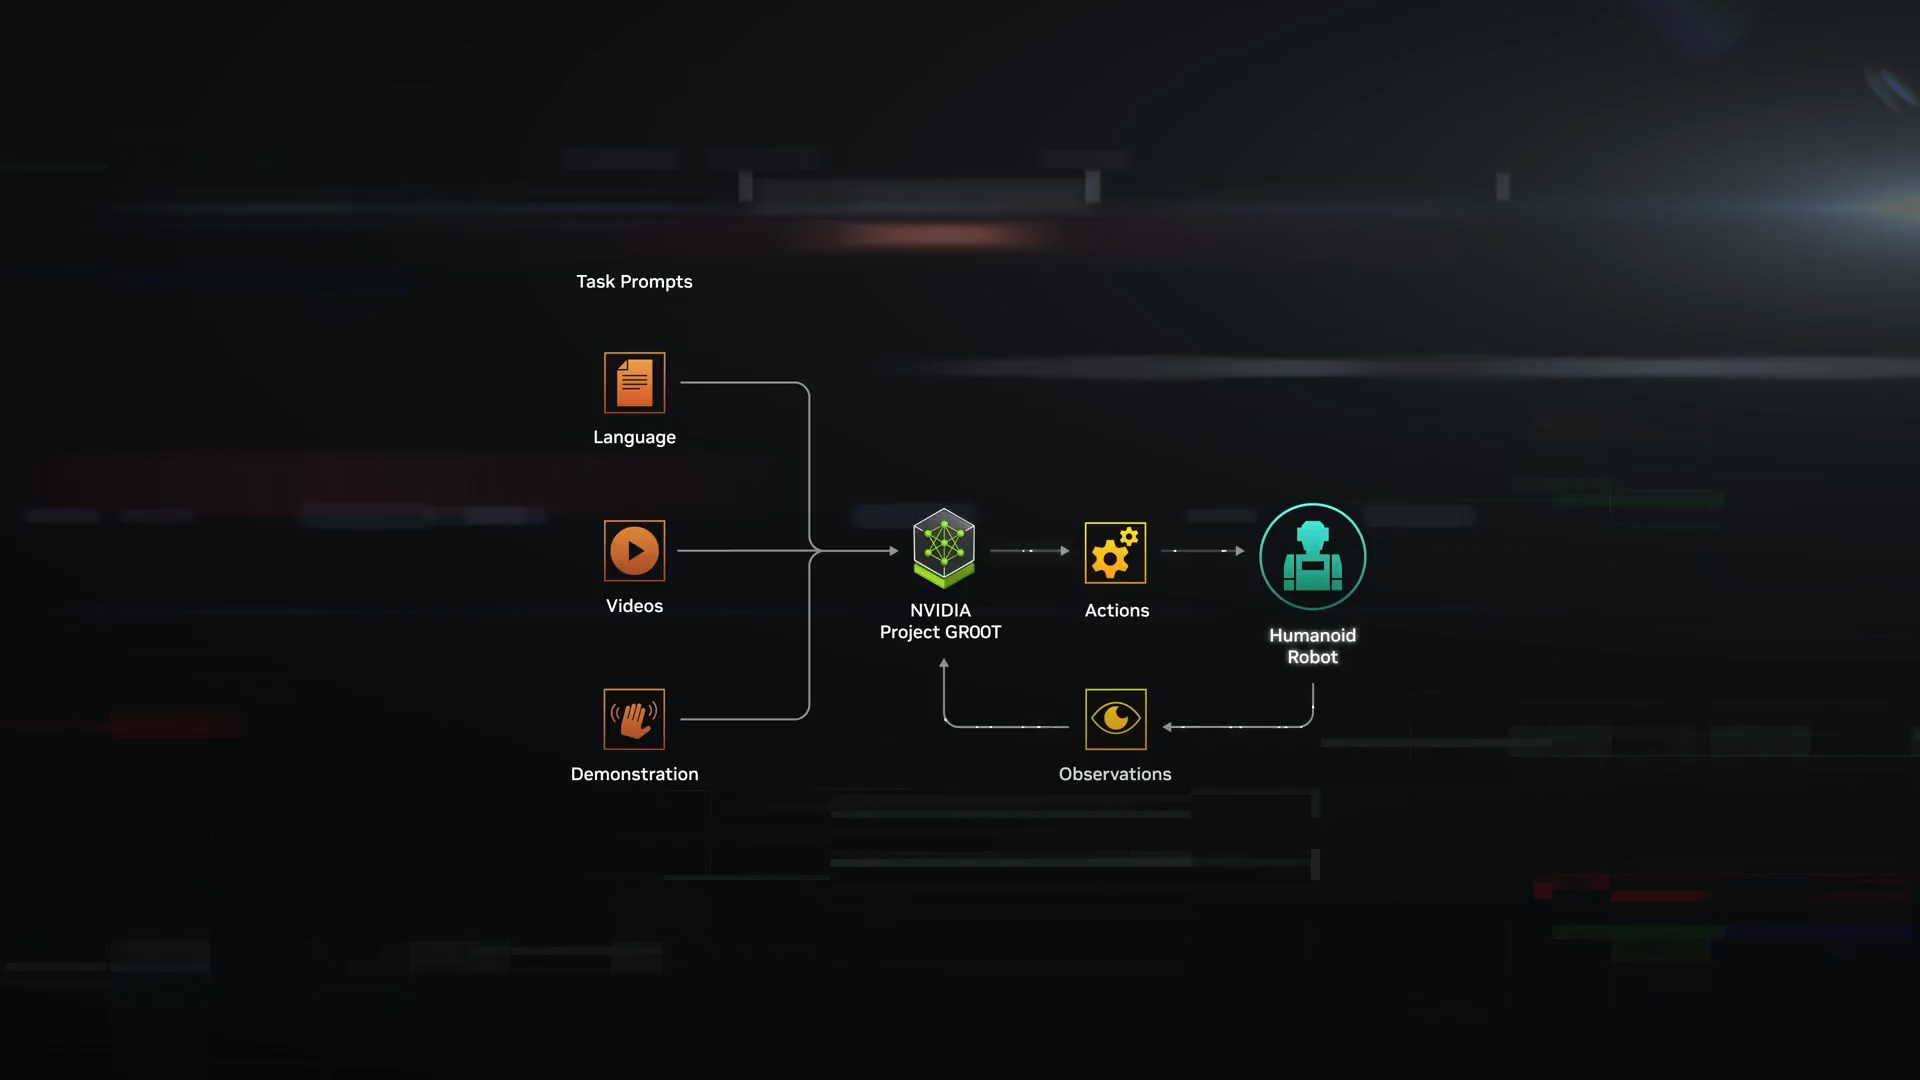 Task Prompts
Language
Videos
Demonstration
NVIDIA
Project GR00T
Actions
Humanoid
Robot
Observations